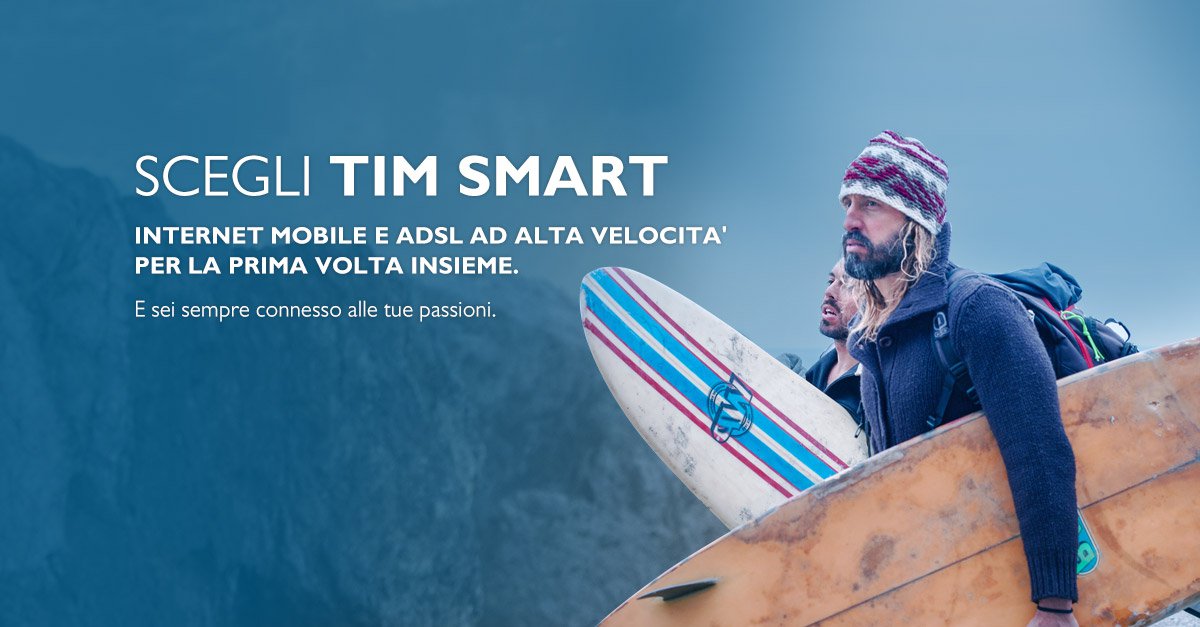 SCEGLI TIM SMART
INTERNET MOBILE E ADSL AD ALTA VELOCITA'
PER LA PRIMA VOLTA INSIEME.
E sei sempre connesso alle tue passioni.